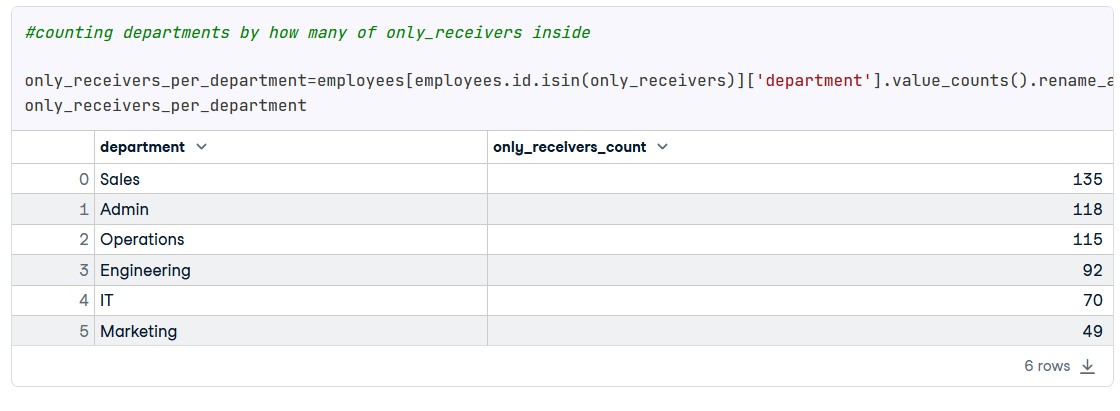 #counting departments by how many of only_receivers inside
only_receivers_per_department=employees[employees.id.isin(only_receivers)]['department'].value_counts().rename_a
only_receivers_per_department
department only_receivers_count
0 Sales 135
1 Admin 118
2 Operations 115
3 Engineering 92
4 IT 70
5 Marketing 49
6 rows